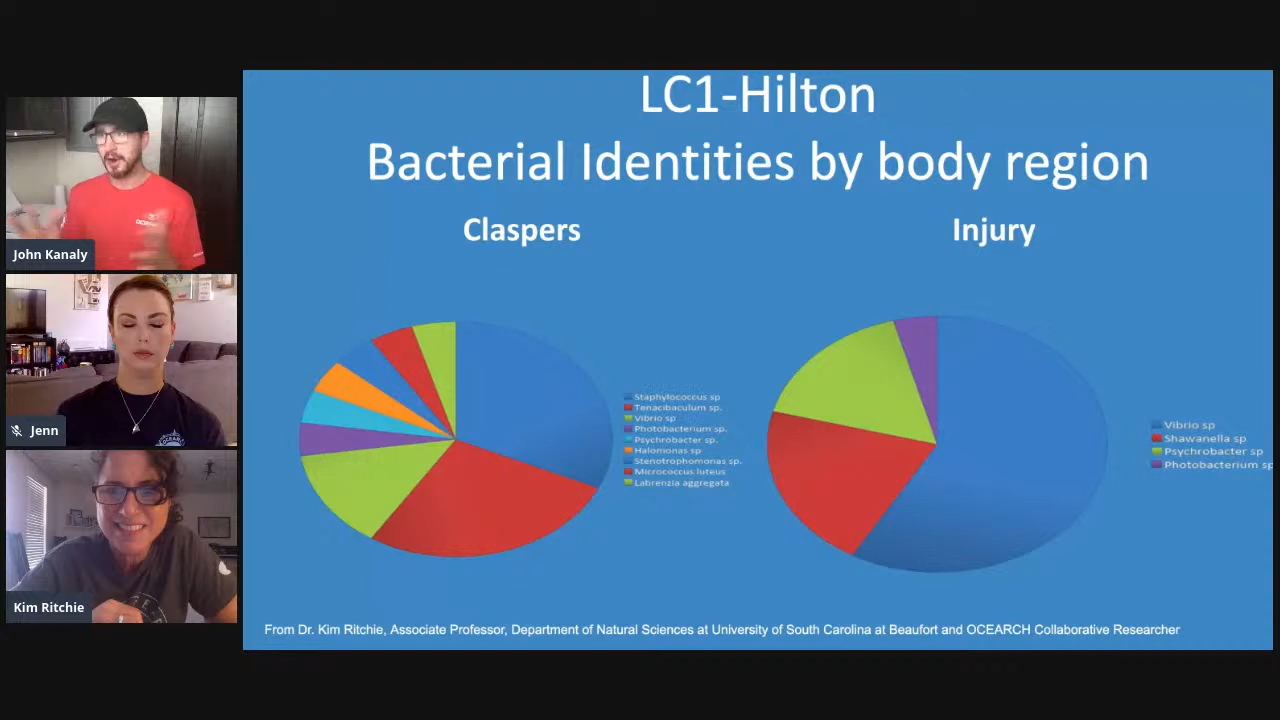 LC1-Hilton
Bacterial Identities by body region
Claspers
Injury
Staphylococcus sp
Tenacibaculum sp.
Vibrio sp
Photobacterium sp.
Psychrobacter sp.
Halomonas sp
Stenotrophomonas sp.
Micrococcus luteus
Labrenzia aggregata
Vibrio sp
Shawanella sp
Psychrobacter sp
Photobacterium sp
From Dr. Kim Ritchie, Associate Professor, Department of Natural Sciences at University of South Carolina at Beaufort and OCEARCH Collaborative Researcher
John Kanaly
Jenn
Kim Ritchie